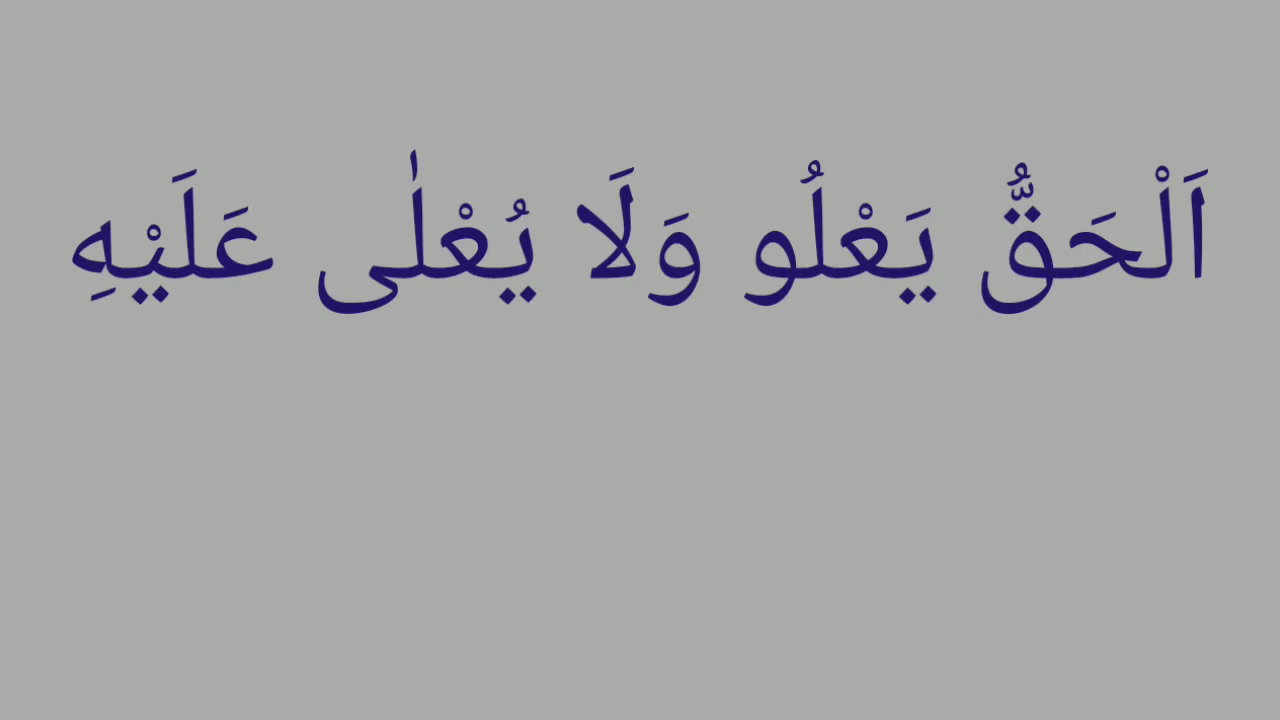 اَلْحَقُّ يَعْلُو وَلَا يُعْلٰى عَلَيْهِ